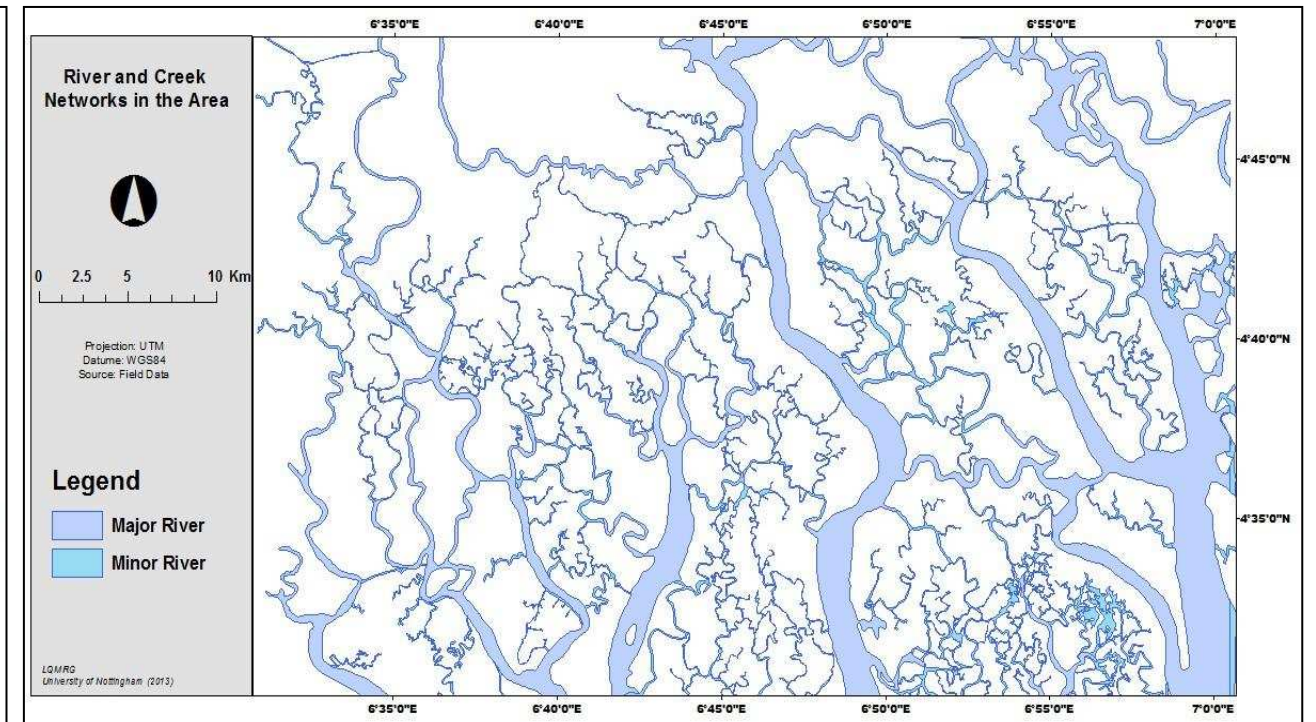 6°35'0"E 6°40'0"E 6°45'0"E 6°50'0"E 6°55'0"E 7°0'0"E
River and Creek
Networks in the Area
0 2.5 5 10 Km
Projection: UTM
Datume: WGS84
Source: Field Data
Legend
Major River
Minor River
LGMRG
University of Nottingham (2013)
4°45'0"N
4°40'0"N
4°35'0"N
6°35'0"E 6°40'0"E 6°45'0"E 6°50'0"E 6°55'0"E 7°0'0"E